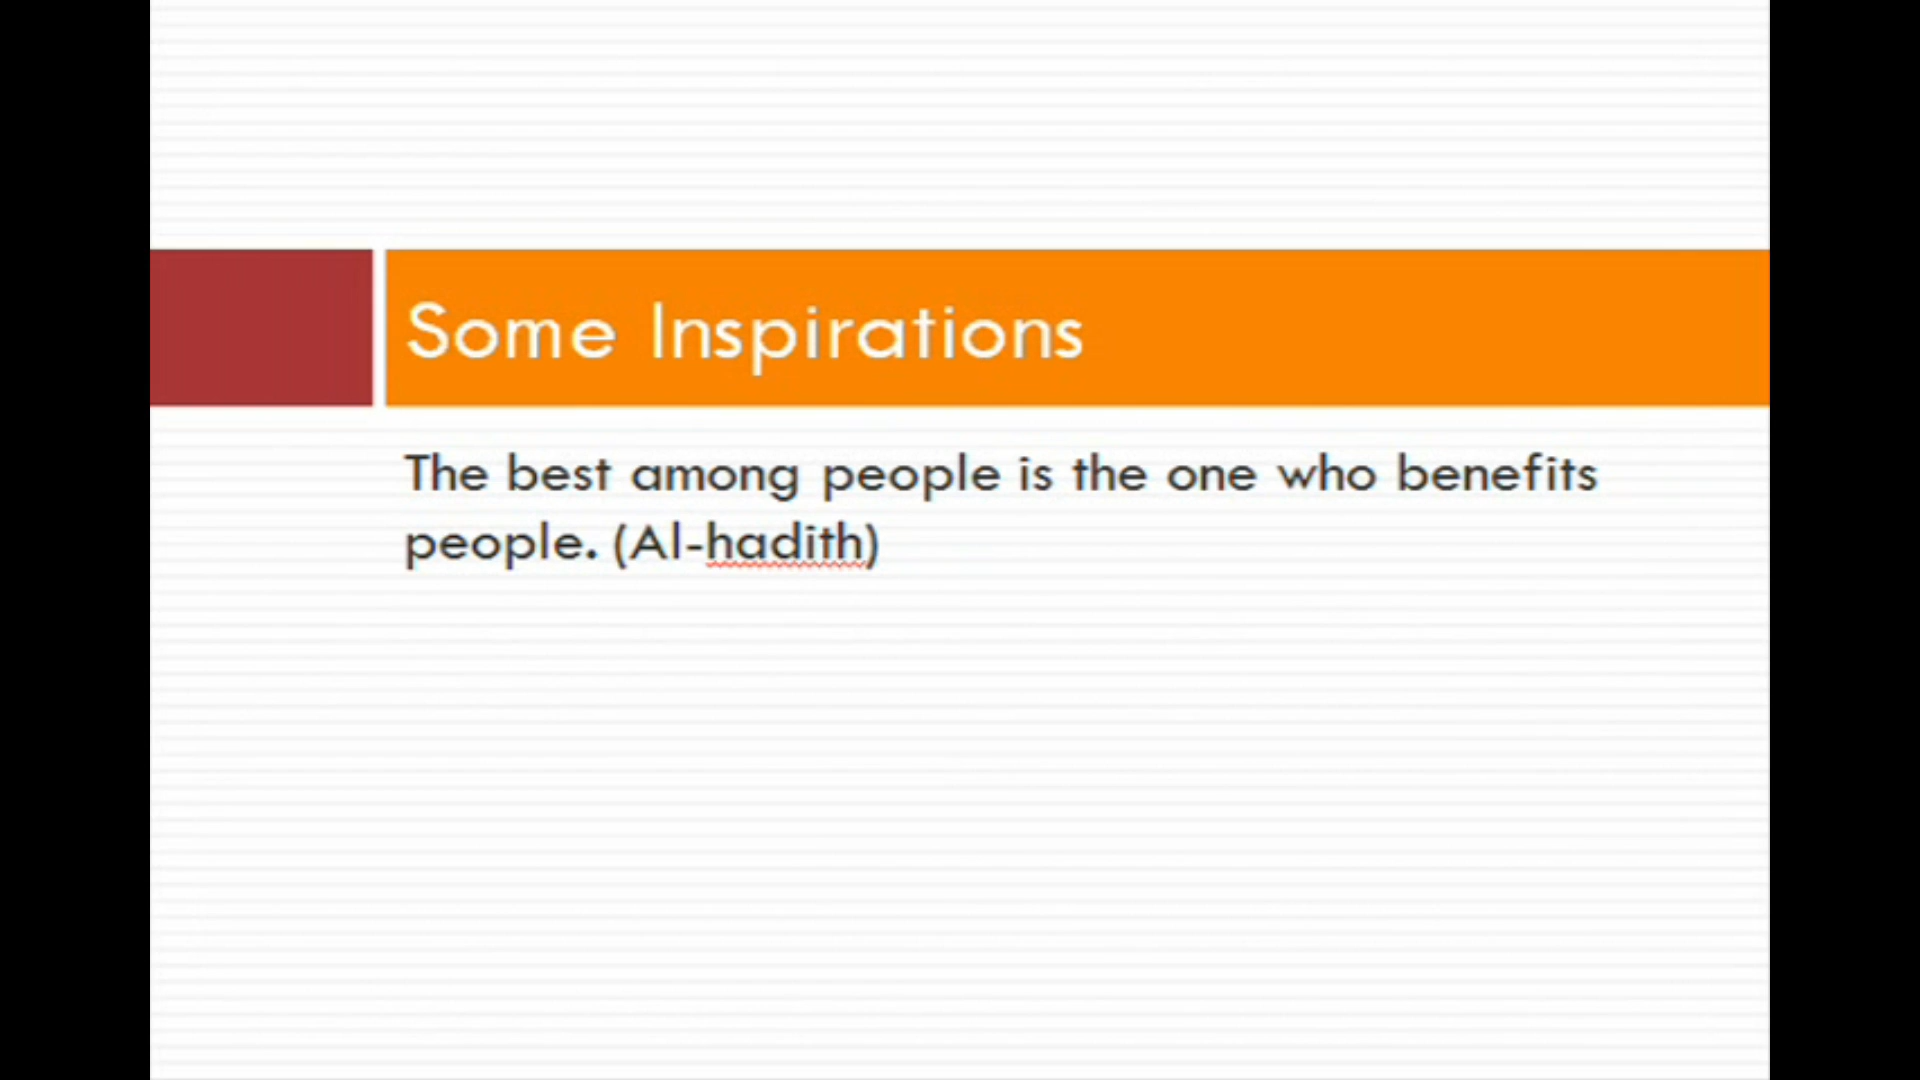 Some Inspirations
The best among people is the one who benefits
people. (Al-hadith)